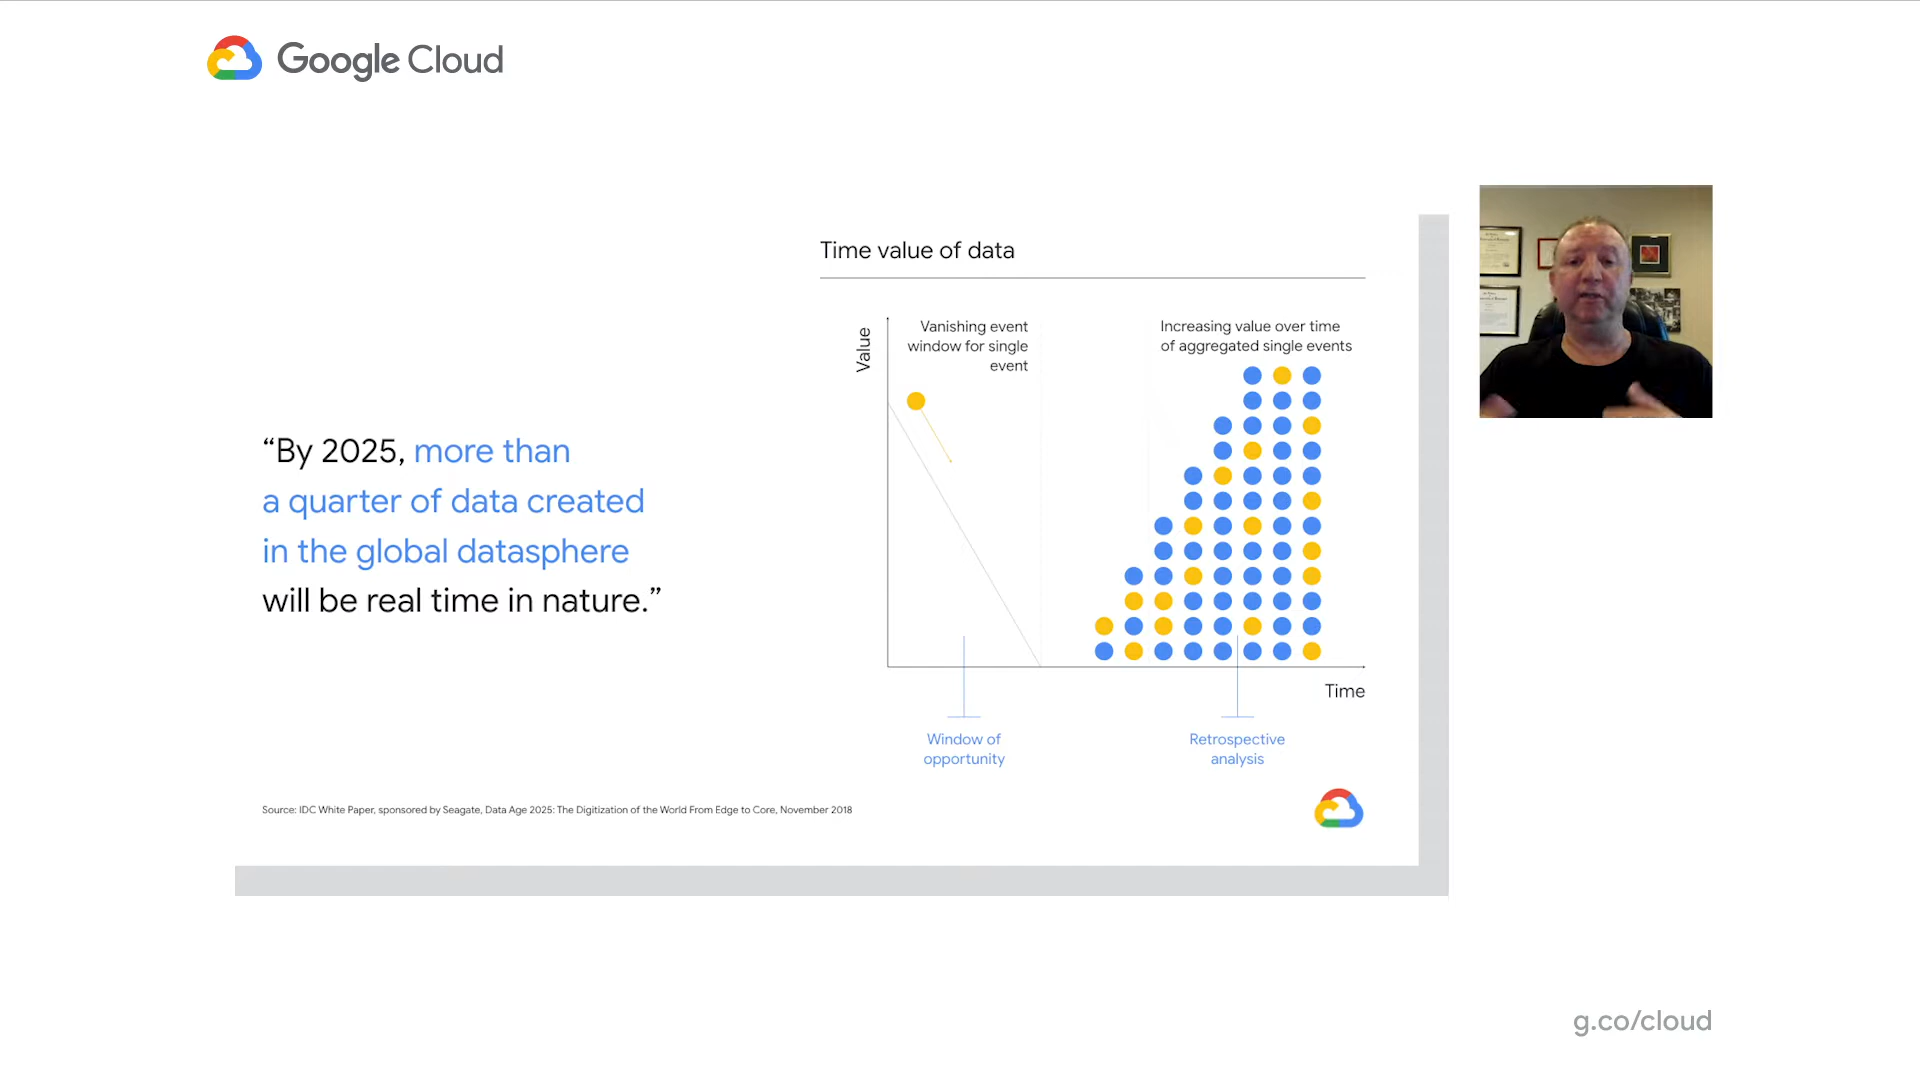 Google Cloud
Time value of data
Value
Vanishing event
window for single
event
Increasing value over time
of aggregated single events
“By 2025, more than
a quarter of data created
in the global datasphere
will be real time in nature.”
Time
Window of
opportunity
Retrospective
analysis
Source: IDC White Paper, sponsored by Seagate, Data Age 2025: The Digitization of the World From Edge to Core, November 2018
g.co/cloud